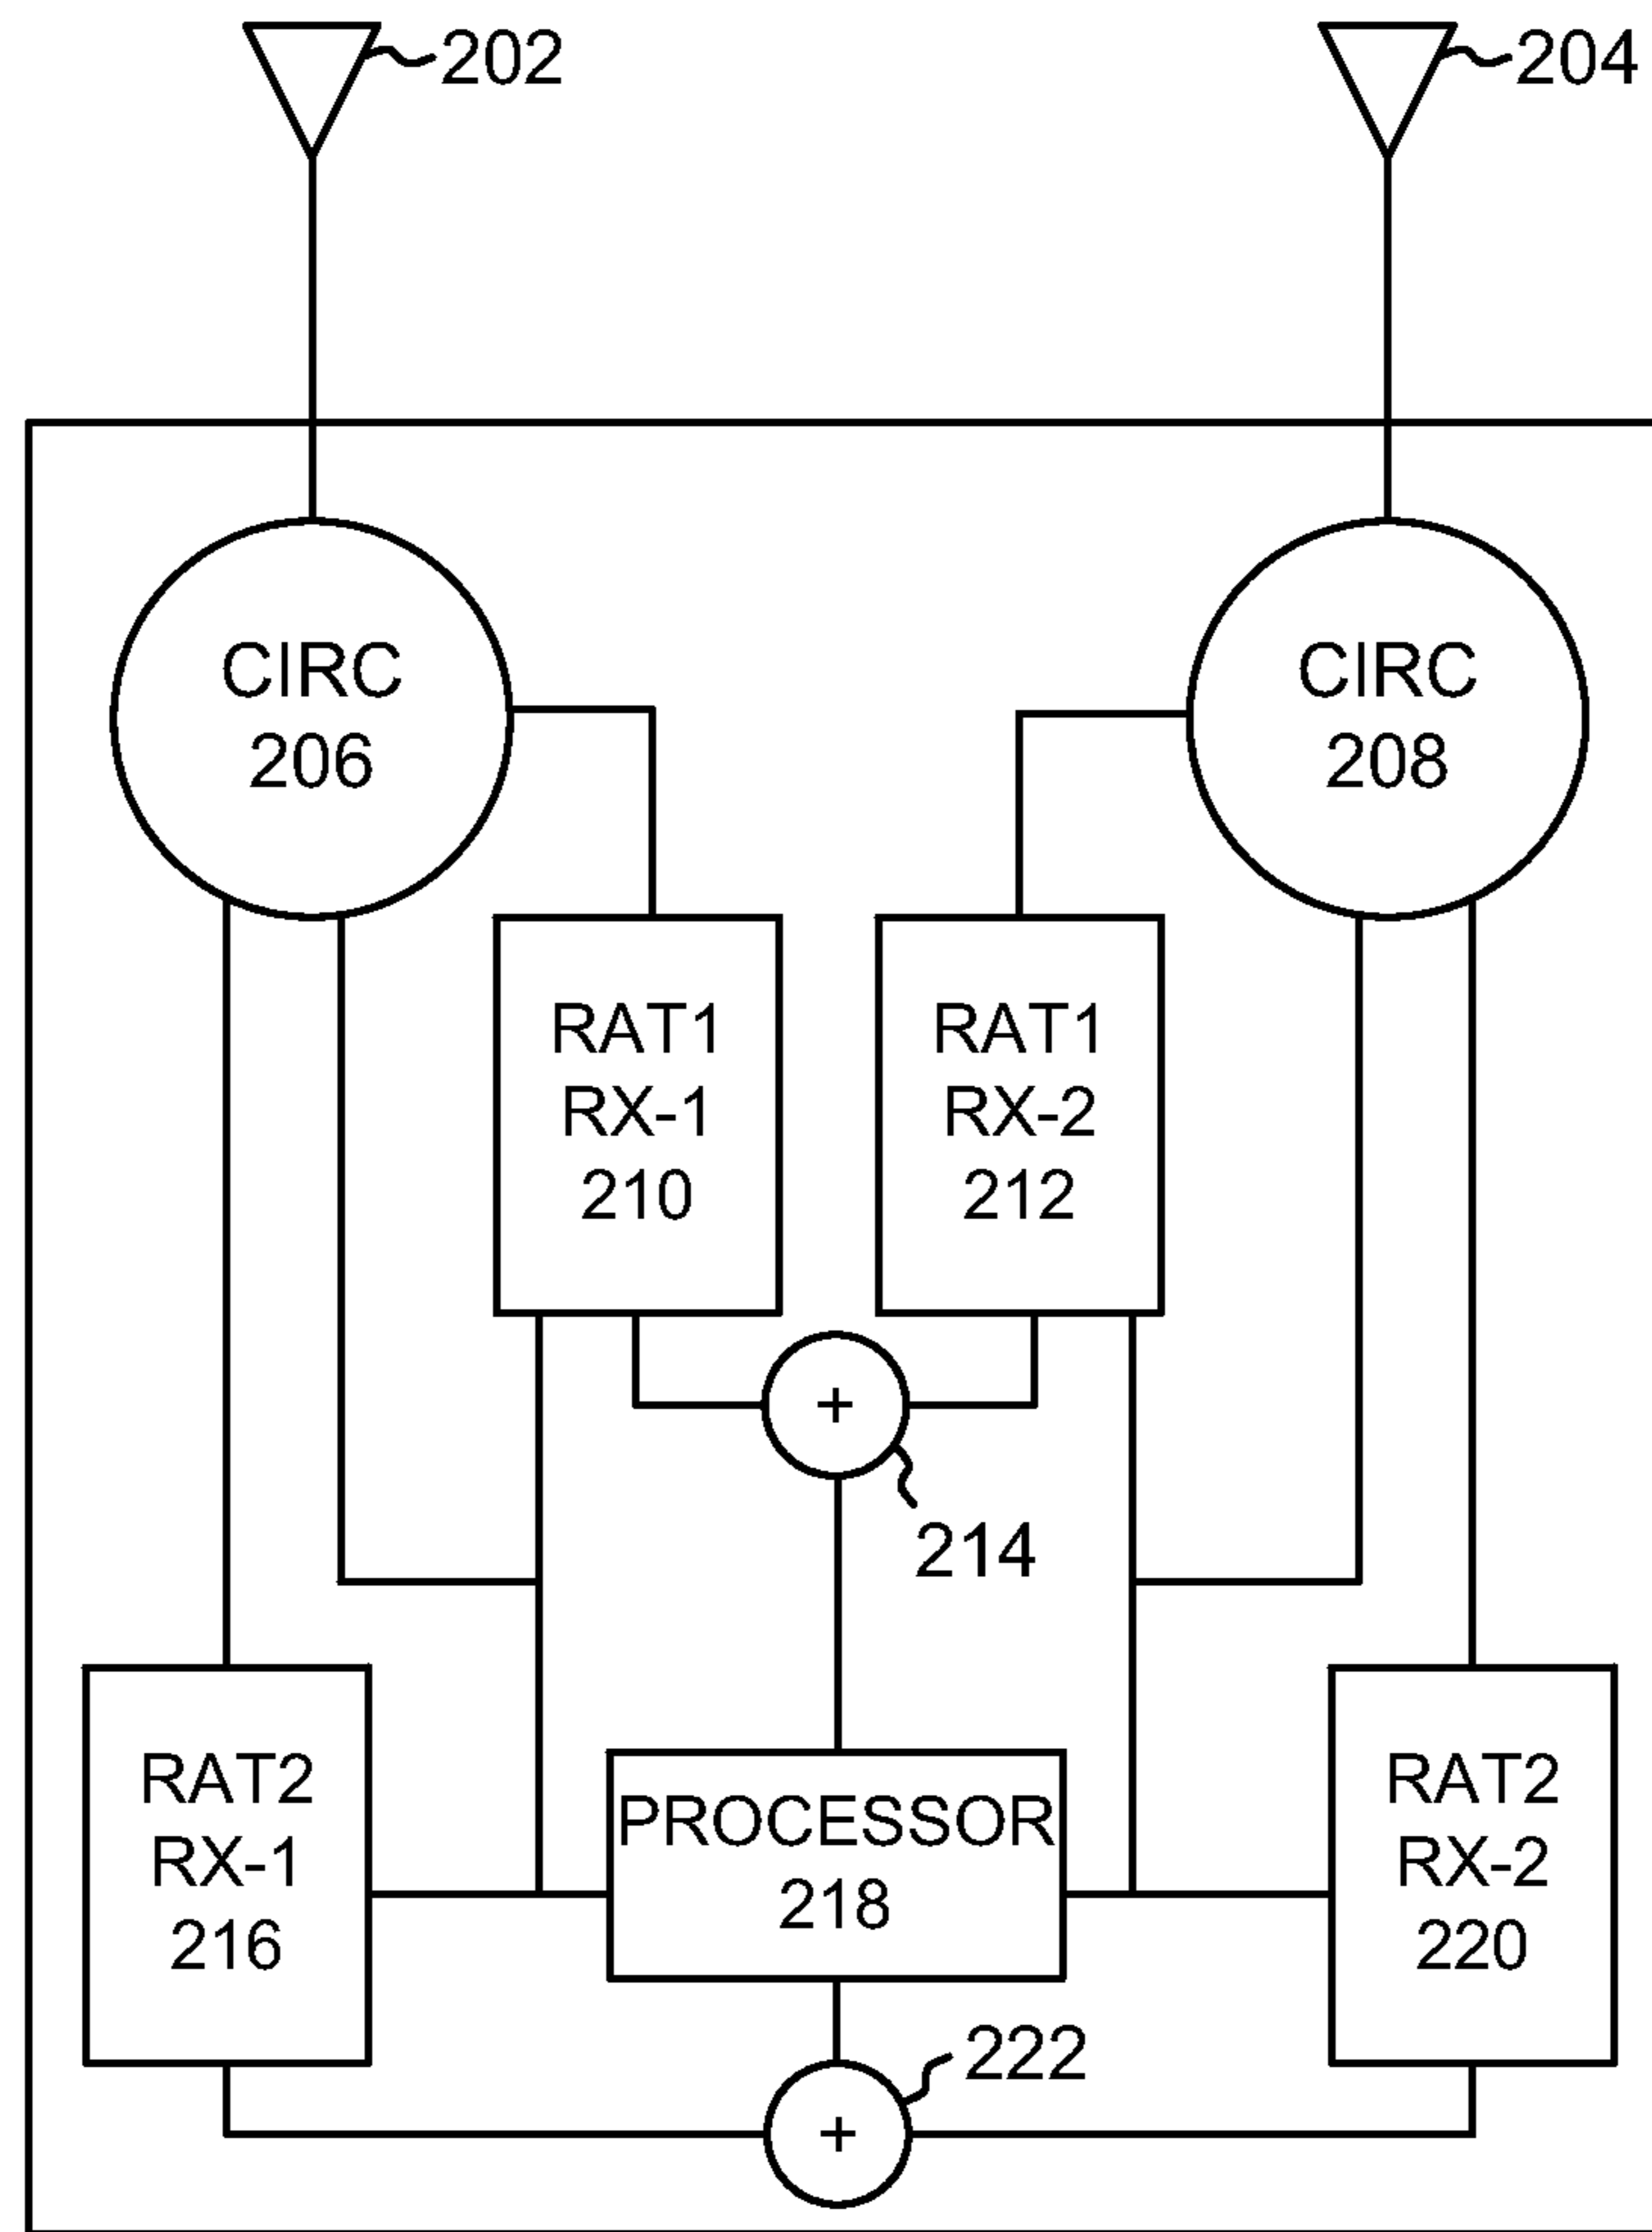 202
204
CIRC
206
CIRC
208
RAT1
RX-1
210
RAT1
RX-2
212
+
214
RAT2
RX-1
216
PROCESSOR
218
RAT2
RX-2
220
222
+